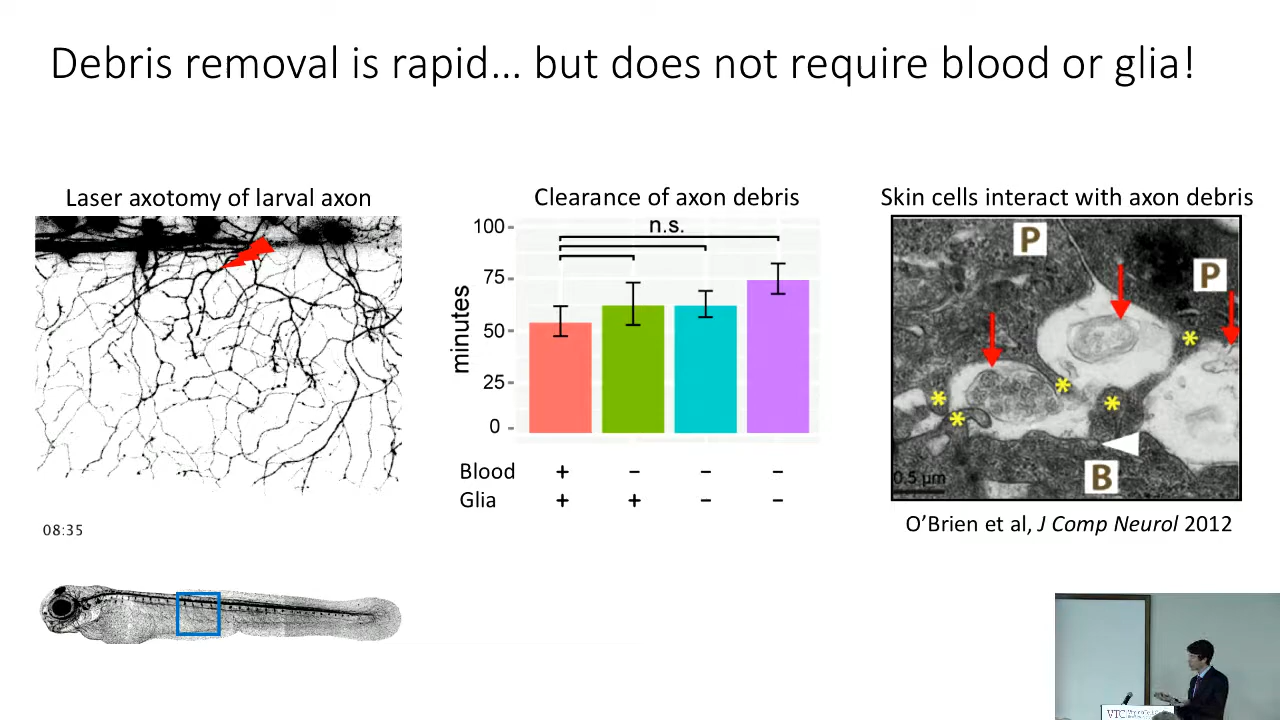 Debris removal is rapid... but does not require blood or glia!
Laser axotomy of larval axon
08:35
Clearance of axon debris
n.s.
100
75
50
25
0
minutes
Blood + – – –
Glia + + – –
Skin cells interact with axon debris
P
P
* * * * *
B
0.5 µm
O'Brien et al, J Comp Neurol 2012
VTC